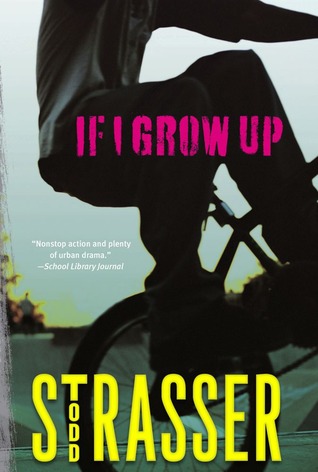 IF I GROW UP
“Nonstop action and plenty
of urban drama.”
—School Library Journal
STRASSER
TODD